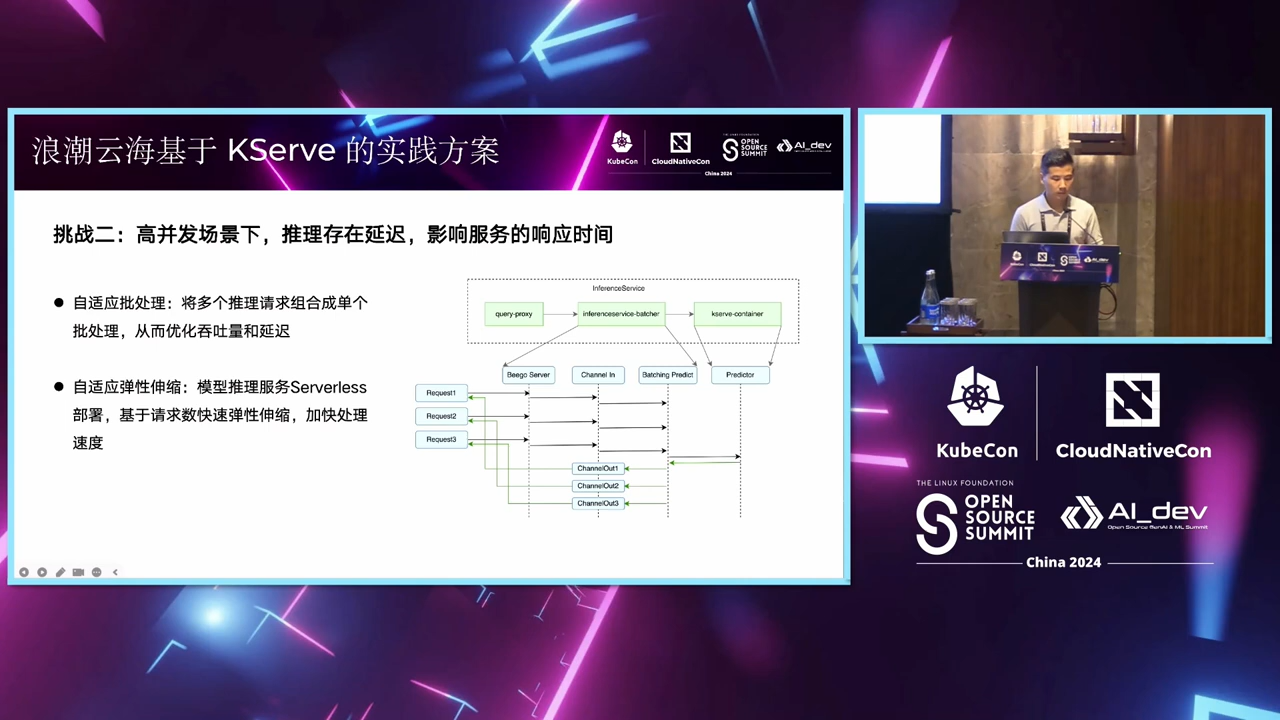 浪潮云海基于 KServe 的实践方案
KubeCon
CloudNativeCon
THE LINUX FOUNDATION
OPEN
SOURCE
SUMMIT
AI_dev
China 2024
挑战二：高并发场景下，推理存在延迟，影响服务的响应时间
自适应批处理：将多个推理请求组合成单个
批处理，从而优化吞吐量和延迟
自适应弹性伸缩：模型推理服务Serverless
部署，基于请求数快速弹性伸缩，加快处理
速度
InferenceService
query-proxy
inferenceservice-batcher
kserve-container
Beego Server
Channel In
Batching Predict
Predictor
Request1
Request2
Request3
ChannelOut1
ChannelOut2
ChannelOut3
KubeCon
CloudNativeCon
THE LINUX FOUNDATION
OPEN
SOURCE
SUMMIT
AI_dev
Open Source GenAI & ML Summit
China 2024